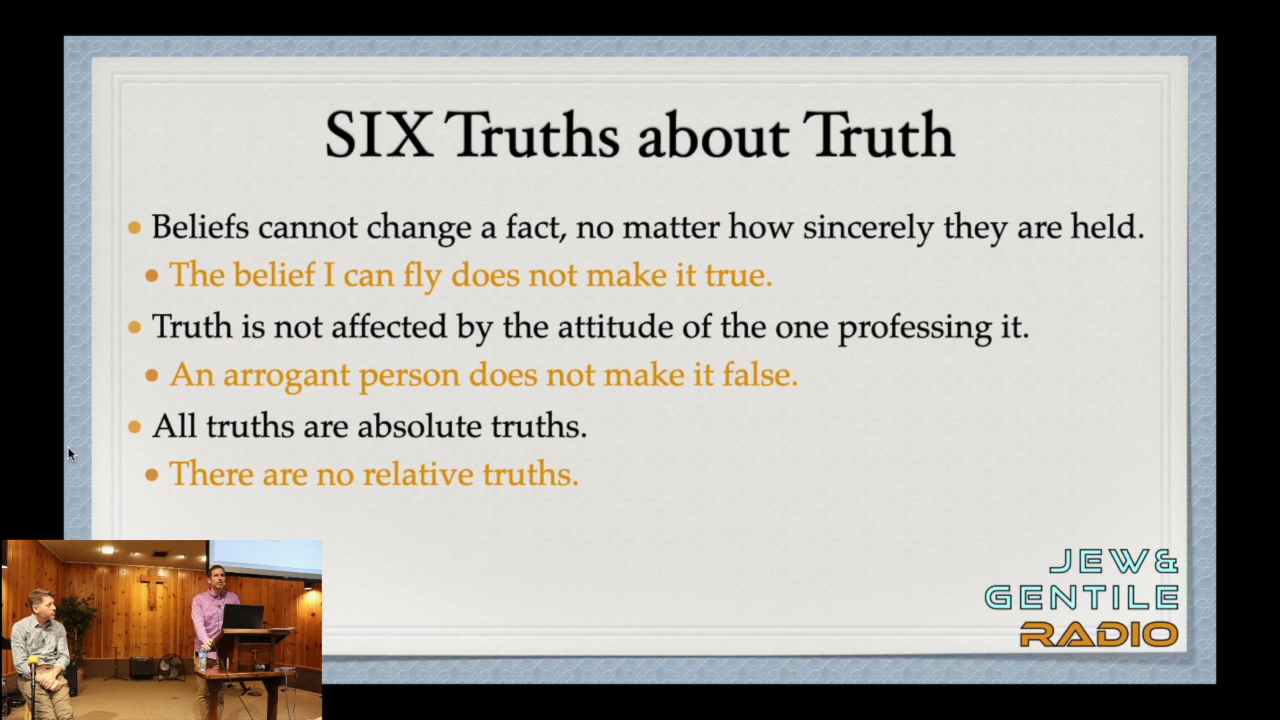 SIX Truths about Truth
Beliefs cannot change a fact, no matter how sincerely they are held.
The belief I can fly does not make it true.
Truth is not affected by the attitude of the one professing it.
An arrogant person does not make it false.
All truths are absolute truths.
There are no relative truths.
JEW&
GENTILE
RADIO